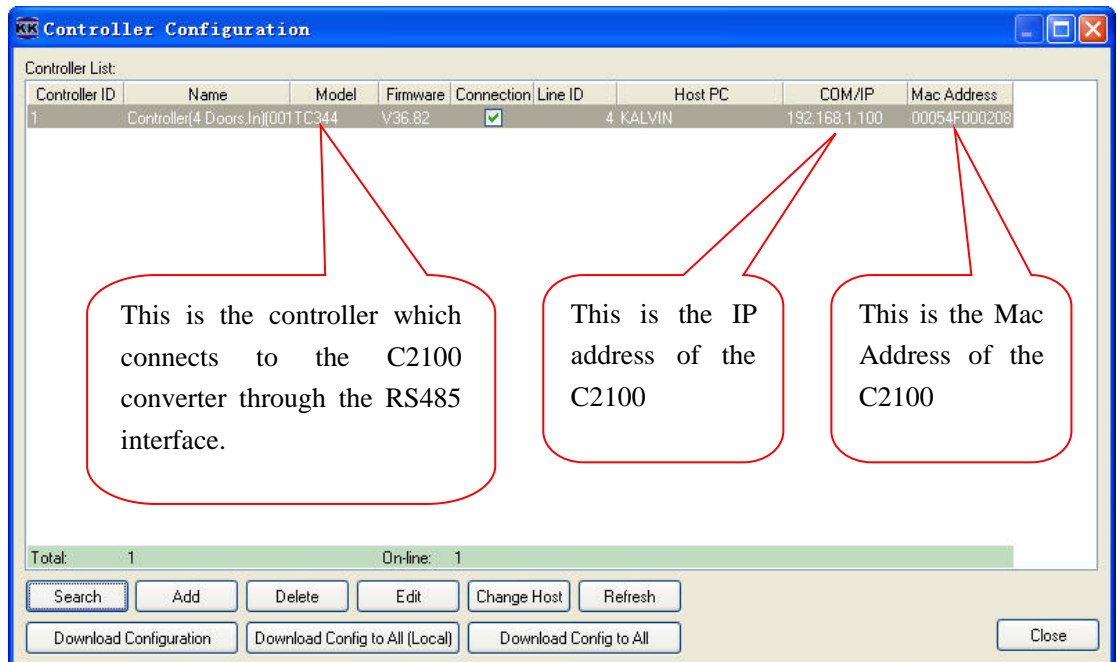 KK Controller Configuration
Controller List:
Controller ID Name Model Firmware Connection Line ID Host PC COM/IP Mac Address
1 Controller(4 Doors,In)[001 TC344 V36.82 4 KALVIN 192.168.1.100 00054F000208
This is the controller which
connects to the C2100
converter through the RS485
interface.
This is the IP
address of the
C2100
This is the Mac
Address of the
C2100
Total: 1 On-line: 1
Search Add Delete Edit Change Host Refresh
Download Configuration Download Config to All (Local) Download Config to All Close